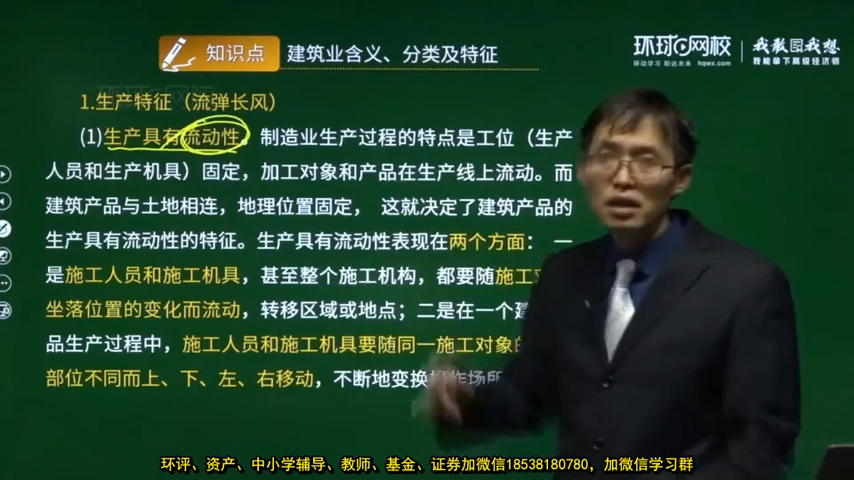 知识点
建筑业含义、分类及特征
环球网校
移动学习 职达未来 hqwx.com
我敢我想
我能拿下高级经济师
1.生产特征（流弹长风）
(1)生产具有流动性。制造业生产过程的特点是工位（生产
人员和生产机具）固定，加工对象和产品在生产线上流动。而
建筑产品与土地相连，地理位置固定， 这就决定了建筑产品的
生产具有流动性的特征。生产具有流动性表现在两个方面： 一
是施工人员和施工机具，甚至整个施工机构，都要随施工
坐落位置的变化而流动，转移区域或地点；二是在一个
品生产过程中，施工人员和施工机具要随同一施工对象
部位不同而上、下、左、右移动，不断地变换操作场所
环评、资产、中小学辅导、教师、基金、证券加微信18538180780，加微信学习群